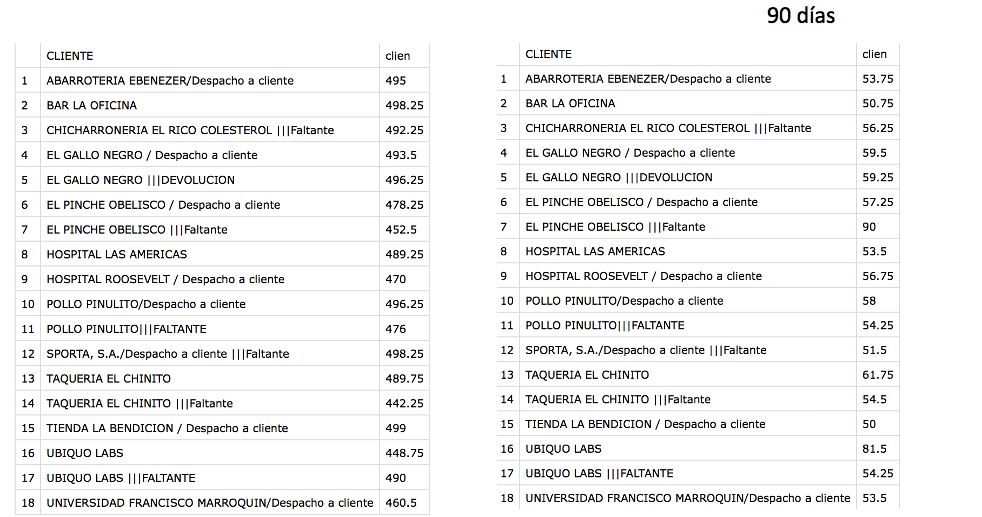 90 días
CLIENTE clien
1 ABARROTERIA EBENEZER/Despacho a cliente 495
2 BAR LA OFICINA 498.25
3 CHICHARRONERIA EL RICO COLESTEROL |||Faltante 492.25
4 EL GALLO NEGRO / Despacho a cliente 493.5
5 EL GALLO NEGRO |||DEVOLUCION 496.25
6 EL PINCHE OBELISCO / Despacho a cliente 478.25
7 EL PINCHE OBELISCO |||Faltante 452.5
8 HOSPITAL LAS AMERICAS 489.25
9 HOSPITAL ROOSEVELT / Despacho a cliente 470
10 POLLO PINULITO/Despacho a cliente 496.25
11 POLLO PINULITO|||FALTANTE 476
12 SPORTA, S.A./Despacho a cliente |||Faltante 498.25
13 TAQUERIA EL CHINITO 489.75
14 TAQUERIA EL CHINITO |||Faltante 442.25
15 TIENDA LA BENDICION / Despacho a cliente 499
16 UBIQUO LABS 448.75
17 UBIQUO LABS |||FALTANTE 490
18 UNIVERSIDAD FRANCISCO MARROQUIN/Despacho a cliente 460.5
CLIENTE clien
1 ABARROTERIA EBENEZER/Despacho a cliente 53.75
2 BAR LA OFICINA 50.75
3 CHICHARRONERIA EL RICO COLESTEROL |||Faltante 56.25
4 EL GALLO NEGRO / Despacho a cliente 59.5
5 EL GALLO NEGRO |||DEVOLUCION 59.25
6 EL PINCHE OBELISCO / Despacho a cliente 57.25
7 EL PINCHE OBELISCO |||Faltante 90
8 HOSPITAL LAS AMERICAS 53.5
9 HOSPITAL ROOSEVELT / Despacho a cliente 56.75
10 POLLO PINULITO/Despacho a cliente 58
11 POLLO PINULITO|||FALTANTE 54.25
12 SPORTA, S.A./Despacho a cliente |||Faltante 51.5
13 TAQUERIA EL CHINITO 61.75
14 TAQUERIA EL CHINITO |||Faltante 54.5
15 TIENDA LA BENDICION / Despacho a cliente 50
16 UBIQUO LABS 81.5
17 UBIQUO LABS |||FALTANTE 54.25
18 UNIVERSIDAD FRANCISCO MARROQUIN/Despacho a cliente 53.5